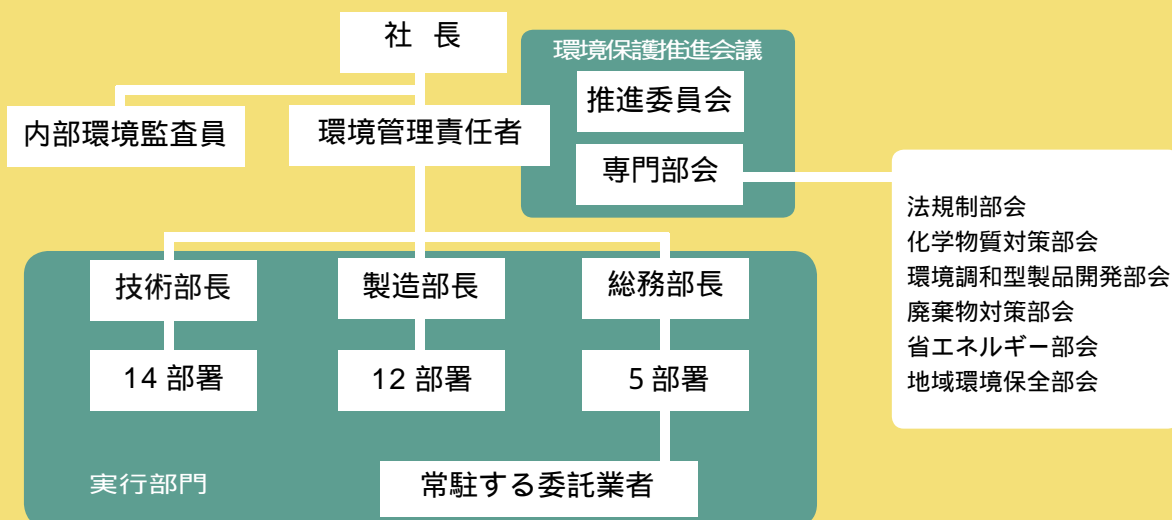 社 長
環境保護推進会議
推進委員会
専門部会
内部環境監査員
環境管理責任者
法規制部会
化学物質対策部会
環境調和型製品開発部会
廃棄物対策部会
省エネルギー部会
地域環境保全部会
技術部長
製造部長
総務部長
14 部署
12 部署
5 部署
常駐する委託業者
実行部門